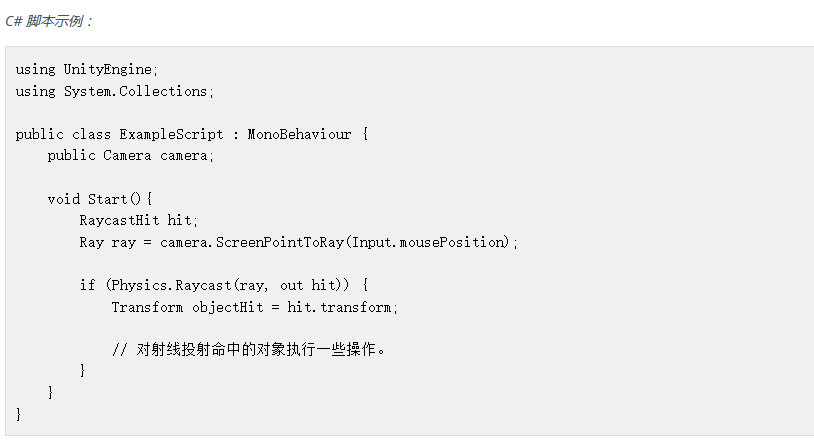 C# 脚本示例：
using UnityEngine;
using System.Collections;
public class ExampleScript : MonoBehaviour {
    public Camera camera;
    void Start(){
        RaycastHit hit;
        Ray ray = camera.ScreenPointToRay(Input.mousePosition);
        if (Physics.Raycast(ray, out hit)) {
            Transform objectHit = hit.transform;
            // 对射线投射命中的对象执行一些操作。
        }
    }
}